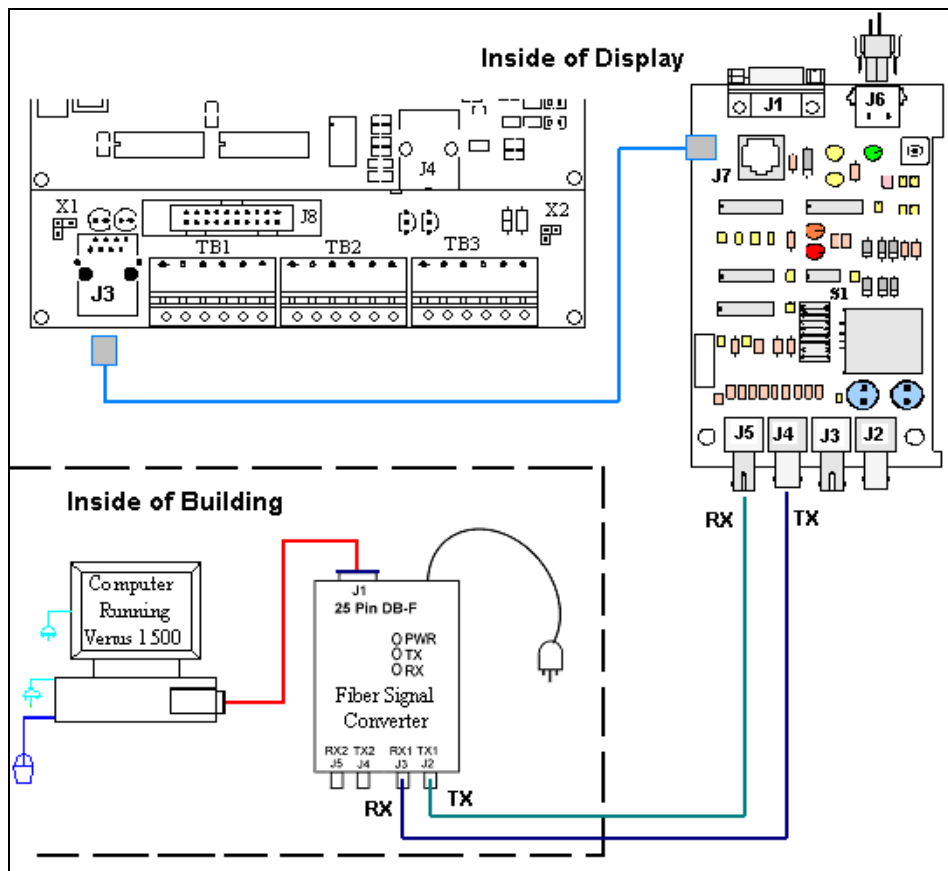 Inside of Display
J1
J6
J4
J7
X1
J8
X2
TB1
TB2
TB3
J3
S1
J5
J4
J3
J2
RX
TX
Inside of Building
Computer
Running
Venus 1500
J1
25 Pin DB-F
PWR
TX
RX
Fiber Signal
Converter
RX2 TX2 RX1 TX1
J5 J4 J3 J2
RX
TX